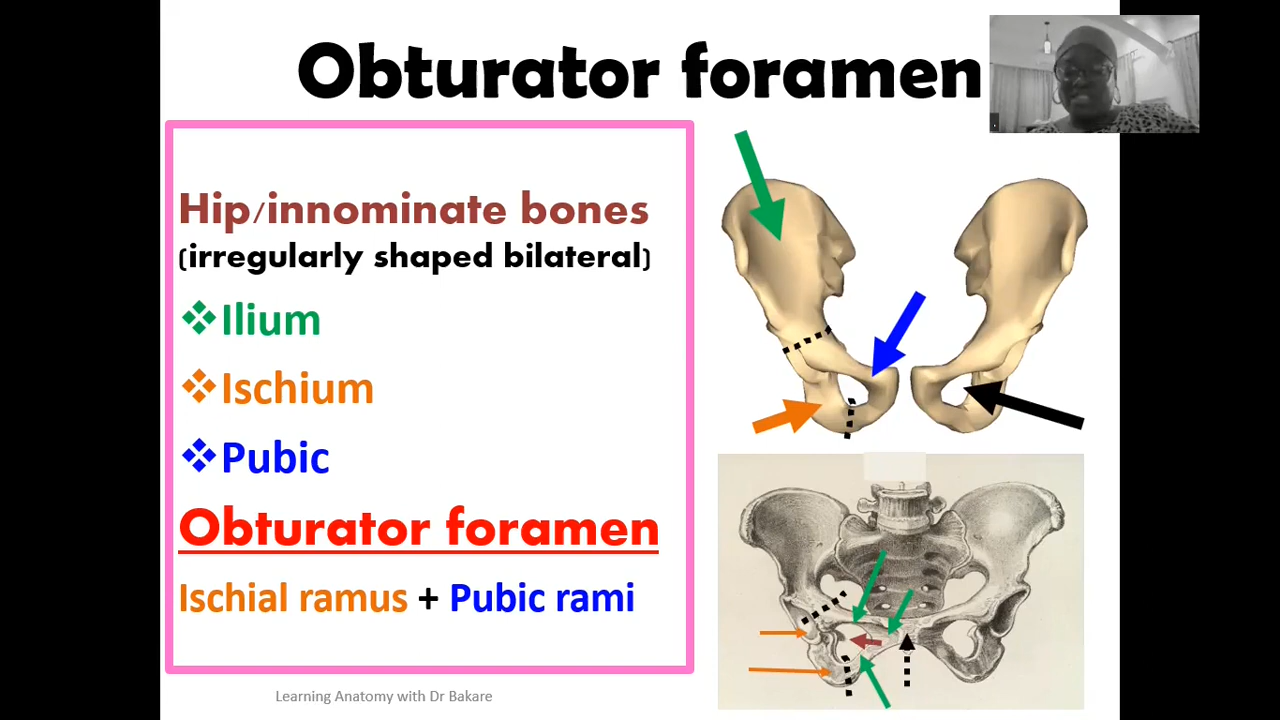 Obturator foramen
Hip/innominate bones
(irregularly shaped bilateral)
❖Ilium
❖Ischium
❖Pubic
Obturator foramen
Ischial ramus + Pubic rami
Learning Anatomy with Dr Bakare